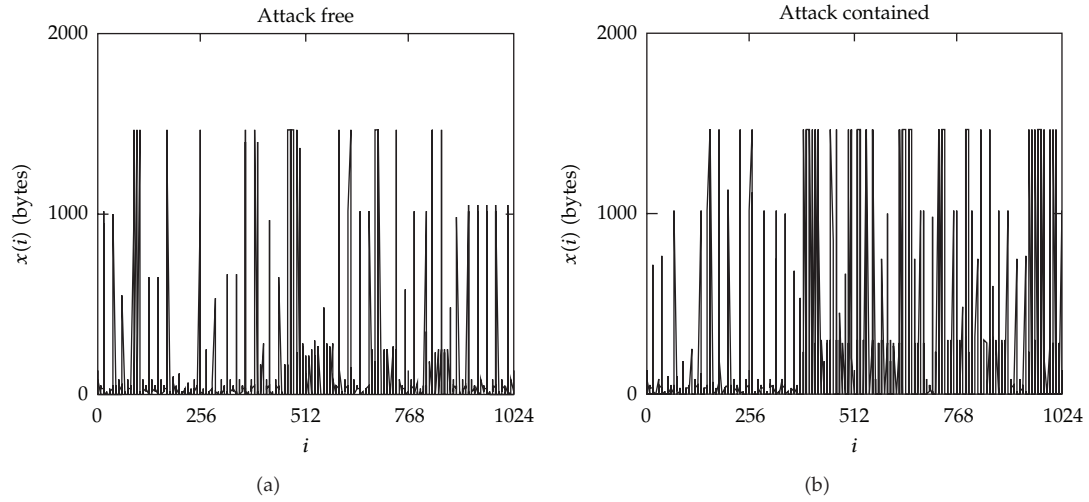 Attack free
2000
1000
0
x(i) (bytes)
0 256 512 768 1024
i
(a)
Attack contained
2000
1000
0
x(i) (bytes)
0 256 512 768 1024
i
(b)